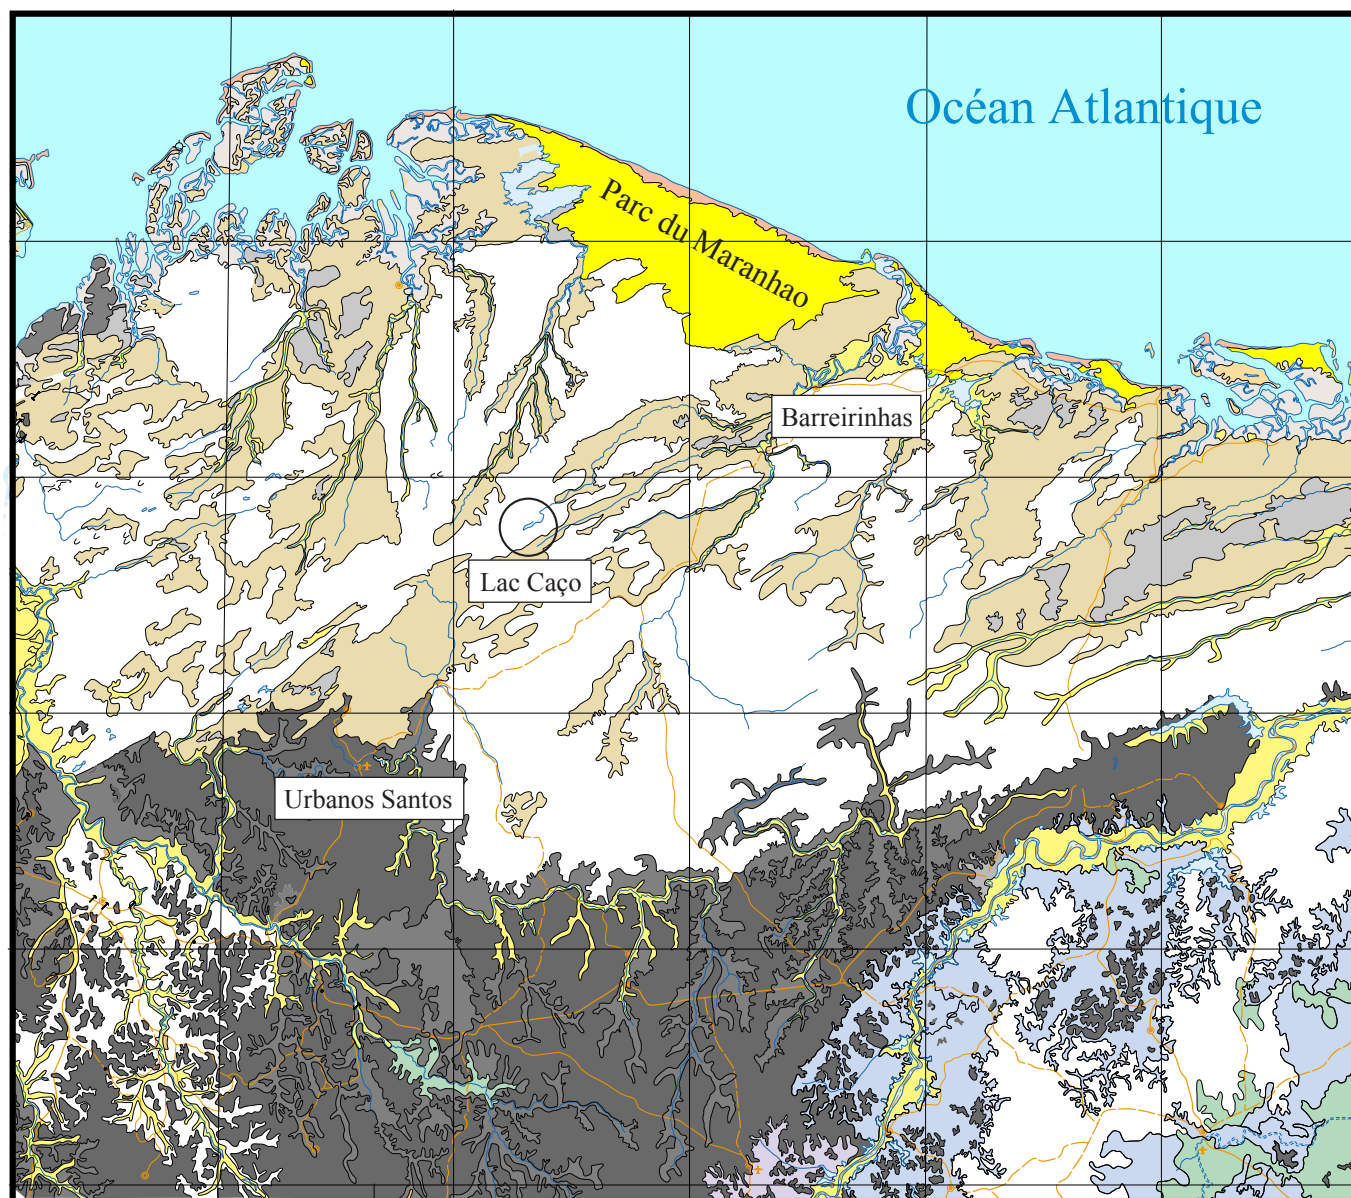 Océan Atlantique
Parc du Maranhao
Barreirinhas
Lac Caço
Urbanos Santos